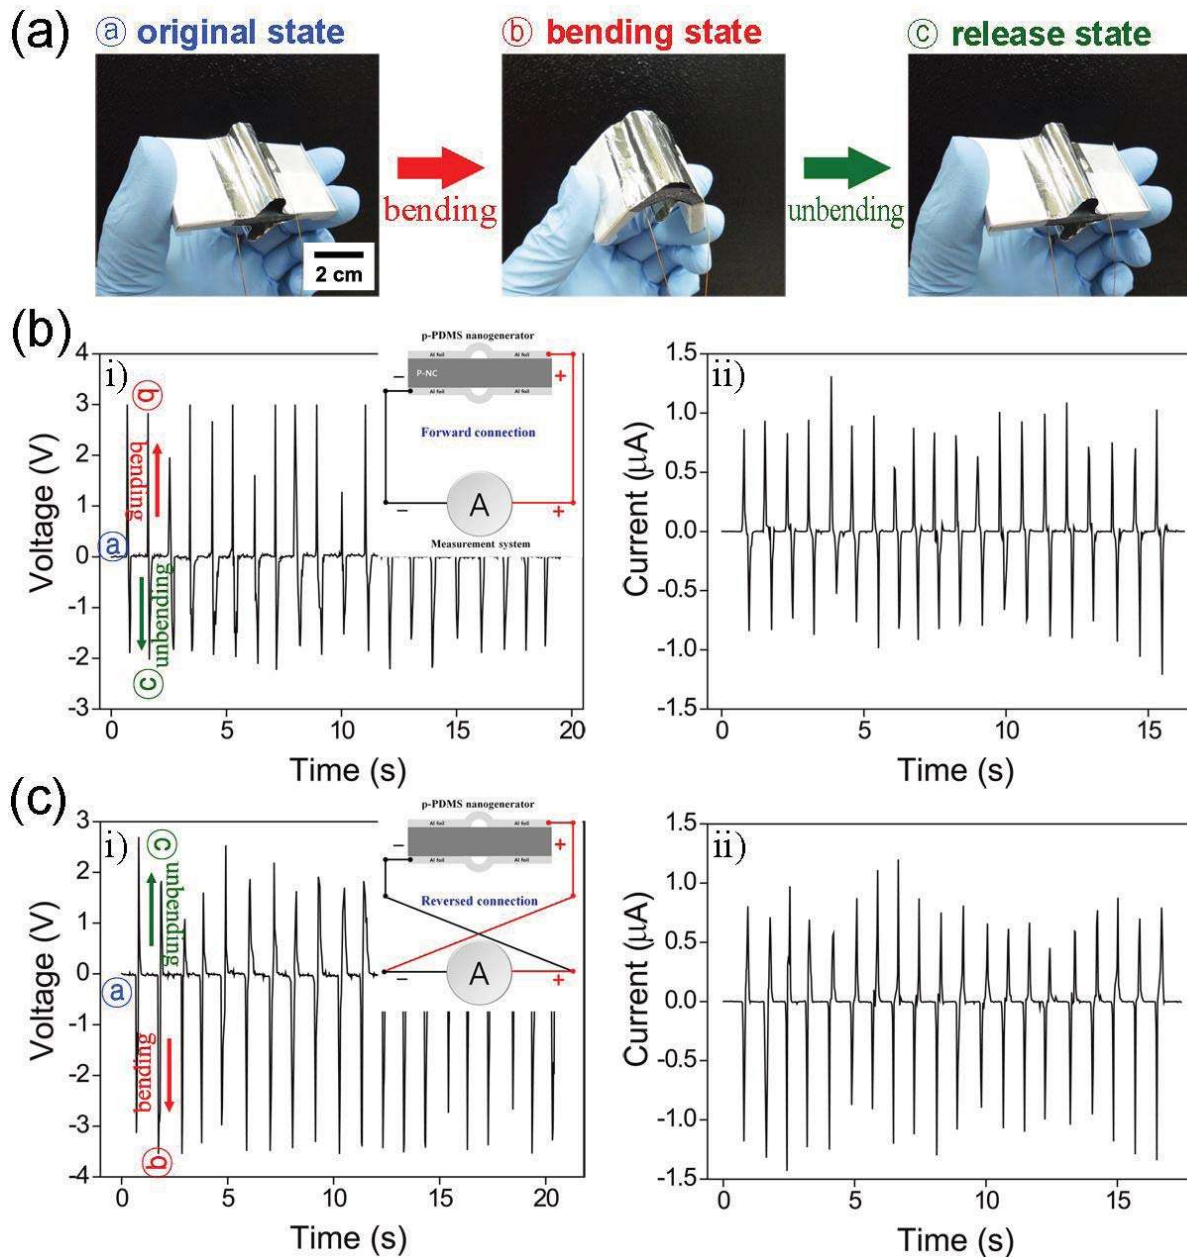 (a)
ⓐ original state
ⓑ bending state
ⓒ release state
bending
unbending
2 cm
(b)
i)
4
3
2
1
0
-1
-2
-3
Voltage (V)
ⓑ
bending
ⓐ
unbending
ⓒ
p-PDMS nanogenerator
Al foil
Al foil
P-NC
− +
Al foil
Al foil
Forward connection
A
− +
Measurement system
0 5 10 15 20
Time (s)
ii)
1.5
1.0
0.5
0.0
-0.5
-1.0
-1.5
Current (μA)
0 5 10 15
Time (s)
(c)
i)
3
2
1
0
-1
-2
-3
-4
Voltage (V)
ⓒ
unbending
ⓐ
bending
ⓑ
p-PDMS nanogenerator
Al foil
Al foil
− +
Al foil
Al foil
Reversed connection
A
− +
0 5 10 15 20
Time (s)
ii)
1.5
1.0
0.5
0.0
-0.5
-1.0
-1.5
Current (μA)
0 5 10 15
Time (s)